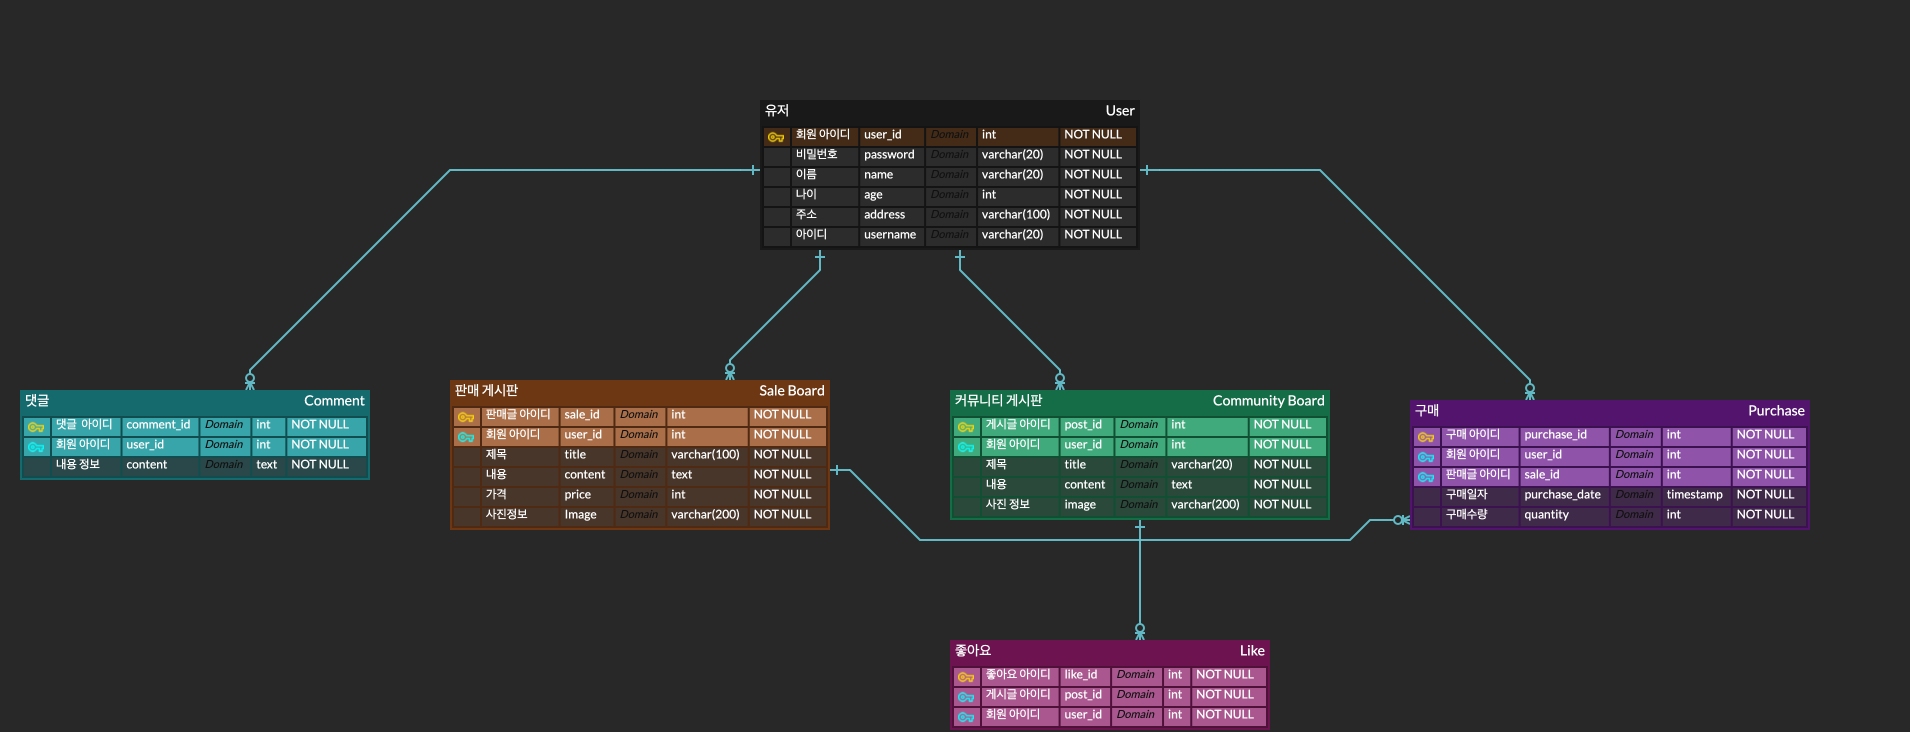 유저 User
회원 아이디 user_id Domain int NOT NULL
비밀번호 password Domain varchar(20) NOT NULL
이름 name Domain varchar(20) NOT NULL
나이 age Domain int NOT NULL
주소 address Domain varchar(100) NOT NULL
아이디 username Domain varchar(20) NOT NULL
댓글 Comment
댓글 아이디 comment_id Domain int NOT NULL
회원 아이디 user_id Domain int NOT NULL
내용 정보 content Domain text NOT NULL
판매 게시판 Sale Board
판매글 아이디 sale_id Domain int NOT NULL
회원 아이디 user_id Domain int NOT NULL
제목 title Domain varchar(100) NOT NULL
내용 content Domain text NOT NULL
가격 price Domain int NOT NULL
사진정보 Image Domain varchar(200) NOT NULL
커뮤니티 게시판 Community Board
게시글 아이디 post_id Domain int NOT NULL
회원 아이디 user_id Domain int NOT NULL
제목 title Domain varchar(20) NOT NULL
내용 content Domain text NOT NULL
사진 정보 image Domain varchar(200) NOT NULL
구매 Purchase
구매 아이디 purchase_id Domain int NOT NULL
회원 아이디 user_id Domain int NOT NULL
판매글 아이디 sale_id Domain int NOT NULL
구매일자 purchase_date Domain timestamp NOT NULL
구매수량 quantity Domain int NOT NULL
좋아요 Like
좋아요 아이디 like_id Domain int NOT NULL
게시글 아이디 post_id Domain int NOT NULL
회원 아이디 user_id Domain int NOT NULL